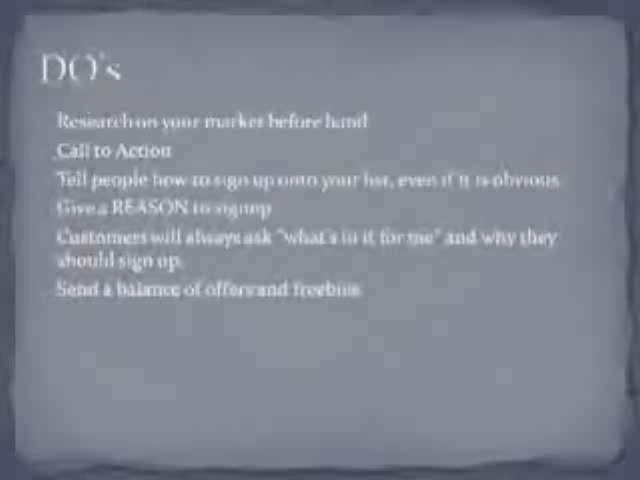 DO's
Research on your market before hand
Call to Action
Tell people how to sign up onto your list, even if it is obvious.
Give a REASON to signup
Customers will always ask "what's in it for me" and why they
should sign up.
Send a balance of offers and freebies